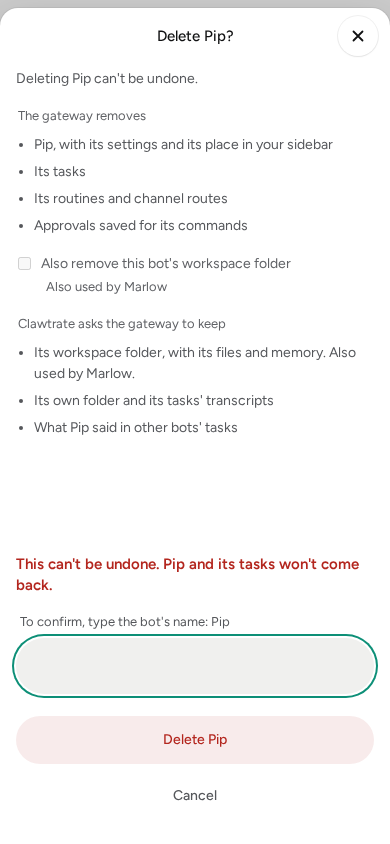 Delete Pip?
Deleting Pip can't be undone.
The gateway removes
• Pip, with its settings and its place in your sidebar
• Its tasks
• Its routines and channel routes
• Approvals saved for its commands
Also remove this bot's workspace folder
Also used by Marlow
Clawtrate asks the gateway to keep
• Its workspace folder, with its files and memory. Also
used by Marlow.
• Its own folder and its tasks' transcripts
• What Pip said in other bots' tasks
This can't be undone. Pip and its tasks won't come
back.
To confirm, type the bot's name: Pip
Delete Pip
Cancel